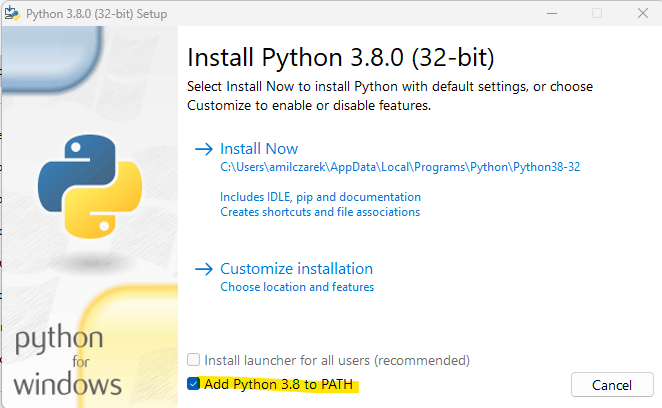 Python 3.8.0 (32-bit) Setup
Install Python 3.8.0 (32-bit)
Select Install Now to install Python with default settings, or choose
Customize to enable or disable features.
Install Now
C:\Users\amilczarek\AppData\Local\Programs\Python\Python38-32
Includes IDLE, pip and documentation
Creates shortcuts and file associations
Customize installation
Choose location and features
Install launcher for all users (recommended)
Add Python 3.8 to PATH
Cancel
python
for
windows